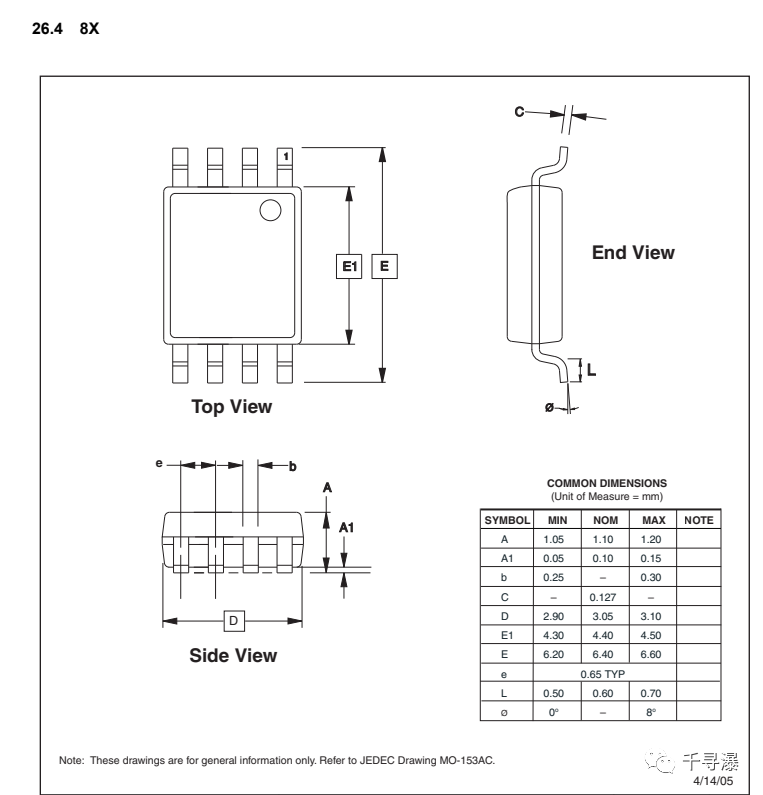 26.4 8X
C
1
E1 E
End View
L
Ø
Top View
e b
A
A1
D
Side View
COMMON DIMENSIONS
(Unit of Measure = mm)
SYMBOL MIN NOM MAX NOTE
A 1.05 1.10 1.20
A1 0.05 0.10 0.15
b 0.25 – 0.30
C – 0.127 –
D 2.90 3.05 3.10
E1 4.30 4.40 4.50
E 6.20 6.40 6.60
e 0.65 TYP
L 0.50 0.60 0.70
Ø 0° – 8°
Note: These drawings are for general information only. Refer to JEDEC Drawing MO-153AC.
千寻瀑
4/14/05